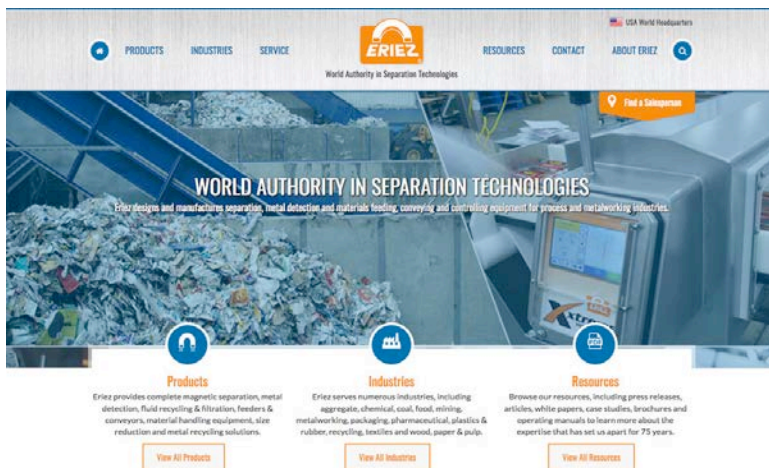 USA World Headquarters
PRODUCTS INDUSTRIES SERVICE ERIEZ RESOURCES CONTACT ABOUT ERIEZ
World Authority in Separation Technologies
Find a Salesperson
WORLD AUTHORITY IN SEPARATION TECHNOLOGIES
Eriez designs and manufactures separation, metal detection and materials feeding, conveying and controlling equipment for process and metalworking industries.
ERIEZ
Xtreme
Products
Eriez provides complete magnetic separation, metal
detection, fluid recycling & filtration, feeders &
conveyors, material handling equipment, size
reduction and metal recycling solutions.
View All Products
Industries
Eriez serves numerous industries, including
aggregate, chemical, coal, food, mining,
metalworking, packaging, pharmaceutical, plastics &
rubber, recycling, textiles and wood, paper & pulp.
View All Industries
Resources
Browse our resources, including press releases,
articles, white papers, case studies, brochures and
operating manuals to learn more about the
expertise that has set us apart for 75 years.
View All Resources